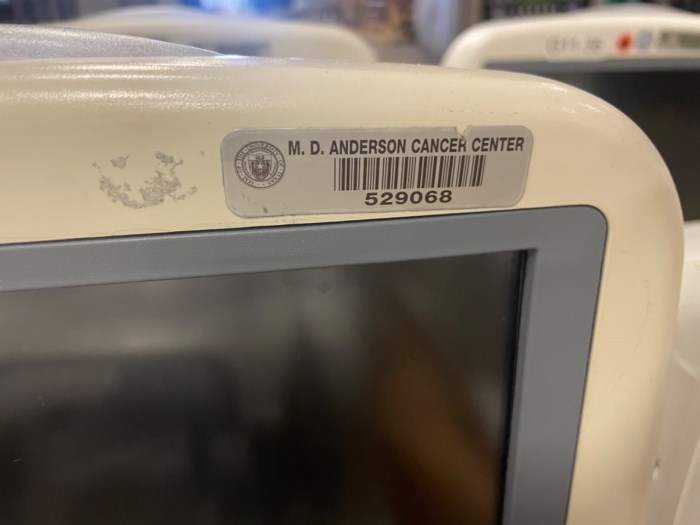 M. D. ANDERSON CANCER CENTER
529068